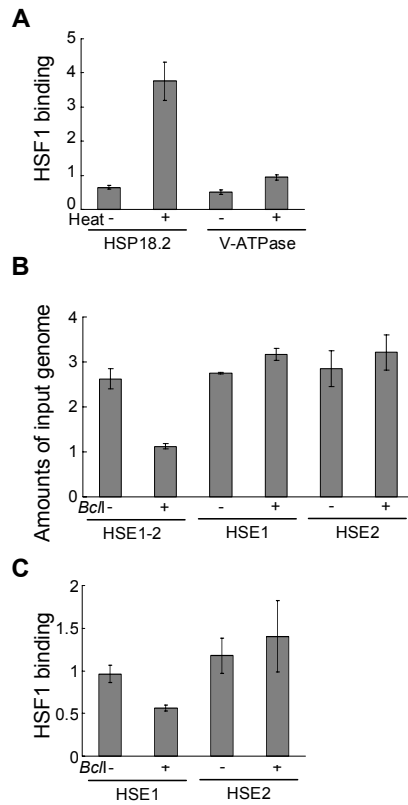 A
HSF1 binding
5
4
3
2
1
0
Heat - + - +
HSP18.2 V-ATPase
B
Amounts of input genome
4
3
2
1
0
BclI - + - + - +
HSE1-2 HSE1 HSE2
C
HSF1 binding
2
1.5
1
0.5
0
BclI - + - +
HSE1 HSE2